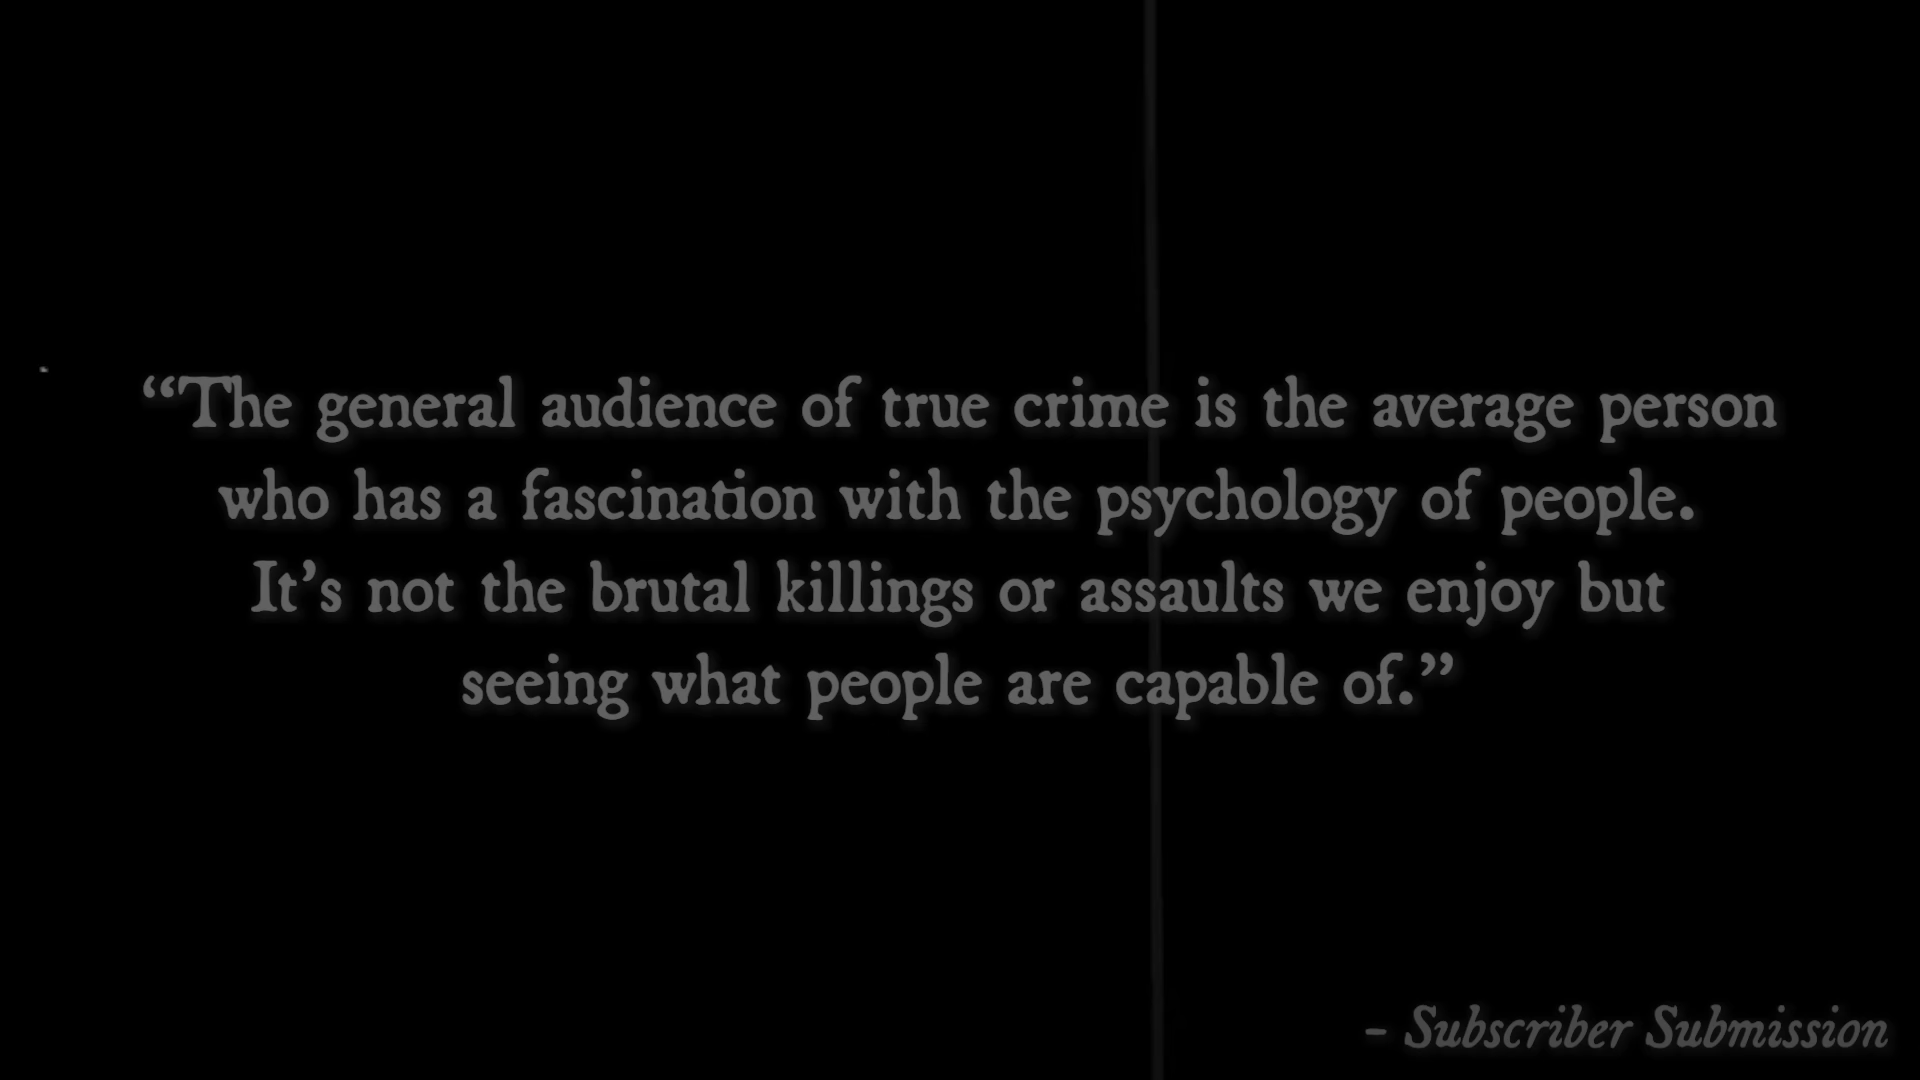 “The general audience of true crime is the average person
who has a fascination with the psychology of people.
It’s not the brutal killings or assaults we enjoy but
seeing what people are capable of.”
- Subscriber Submission